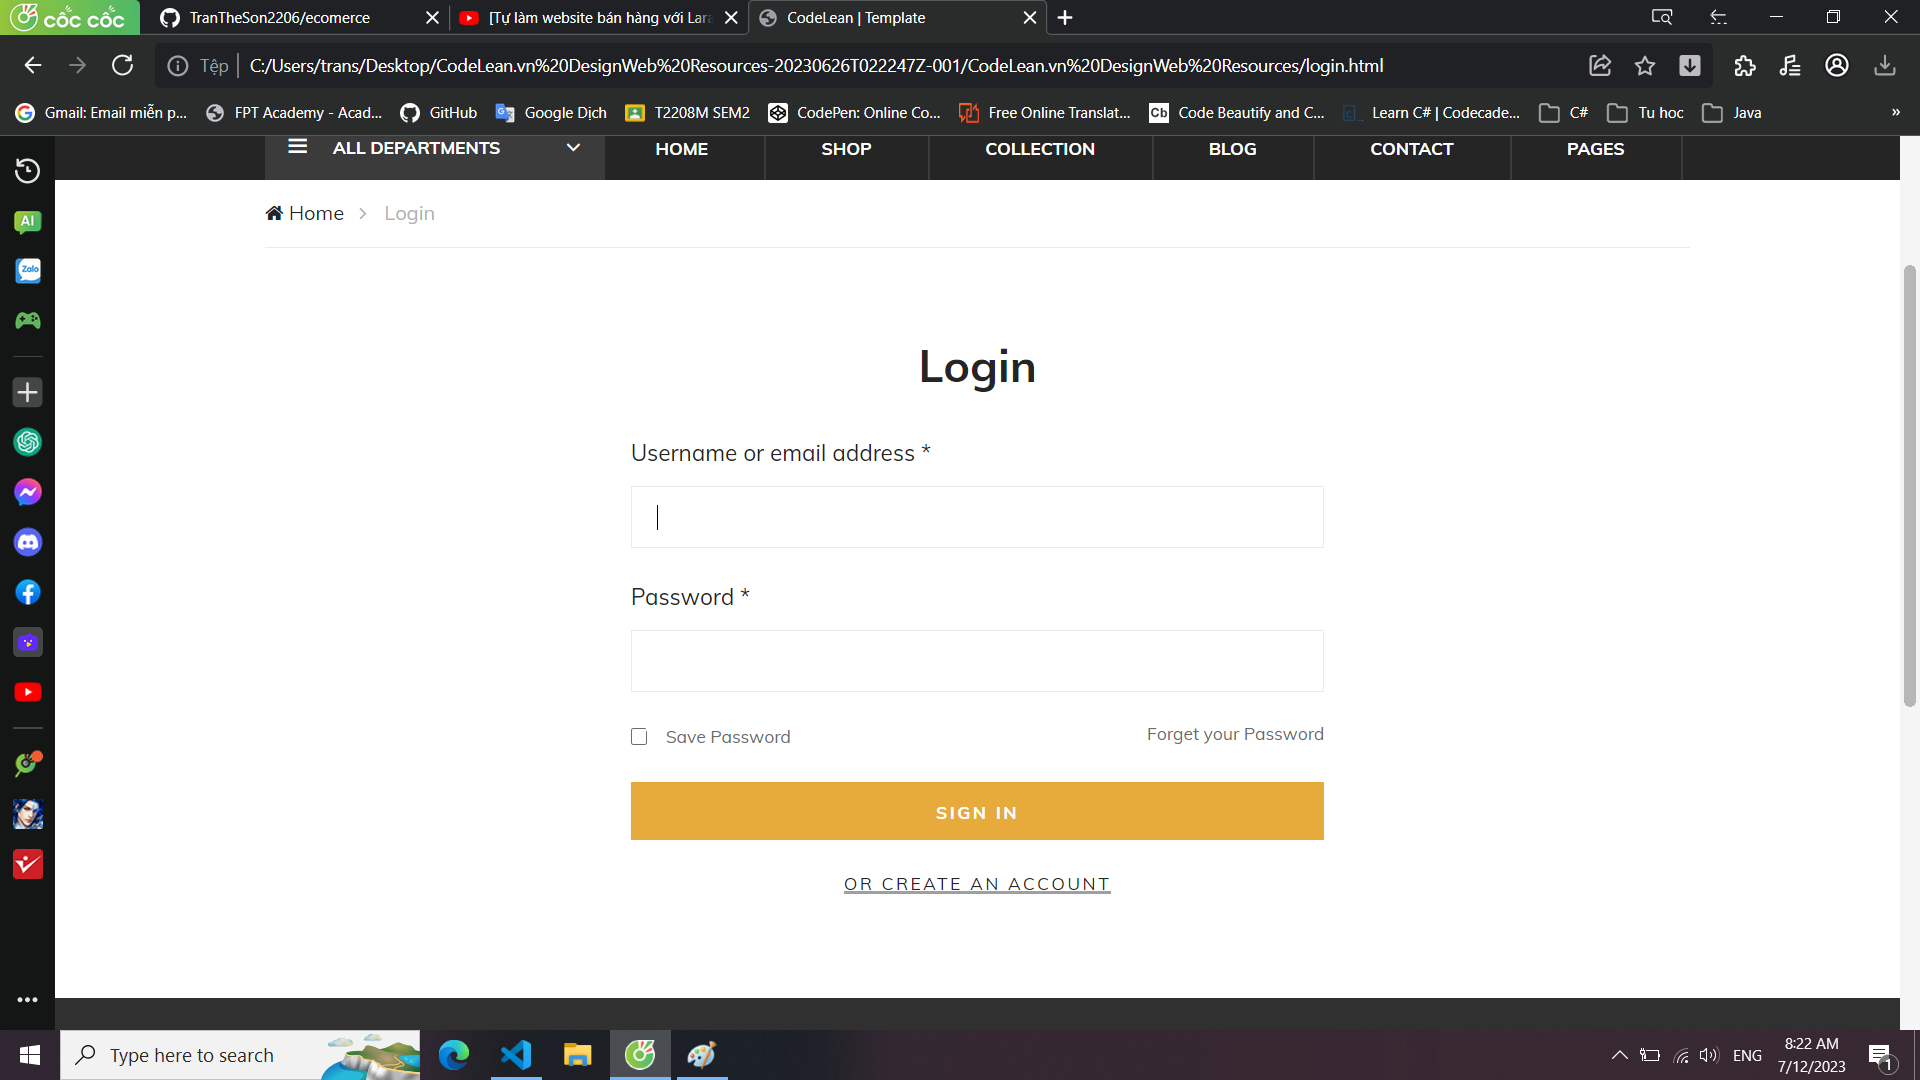 cốc cốc
TranTheSon2206/ecomerce
[Tự làm website bán hàng với Lara
CodeLean | Template
Tệp
C:/Users/trans/Desktop/CodeLean.vn%20DesignWeb%20Resources-20230626T022247Z-001/CodeLean.vn%20DesignWeb%20Resources/login.html
Gmail: Email miễn p...
FPT Academy - Acad...
GitHub
Google Dịch
T2208M SEM2
CodePen: Online Co...
Free Online Translat...
Cb
Code Beautify and C...
Learn C# | Codecade...
C#
Tu hoc
Java
»
ALL DEPARTMENTS
HOME
SHOP
COLLECTION
BLOG
CONTACT
PAGES
AI
Zalo
Home
Login
Login
Username or email address *
Password *
Save Password
Forget your Password
SIGN IN
OR CREATE AN ACCOUNT
Type here to search
ENG
8:22 AM
7/12/2023
1